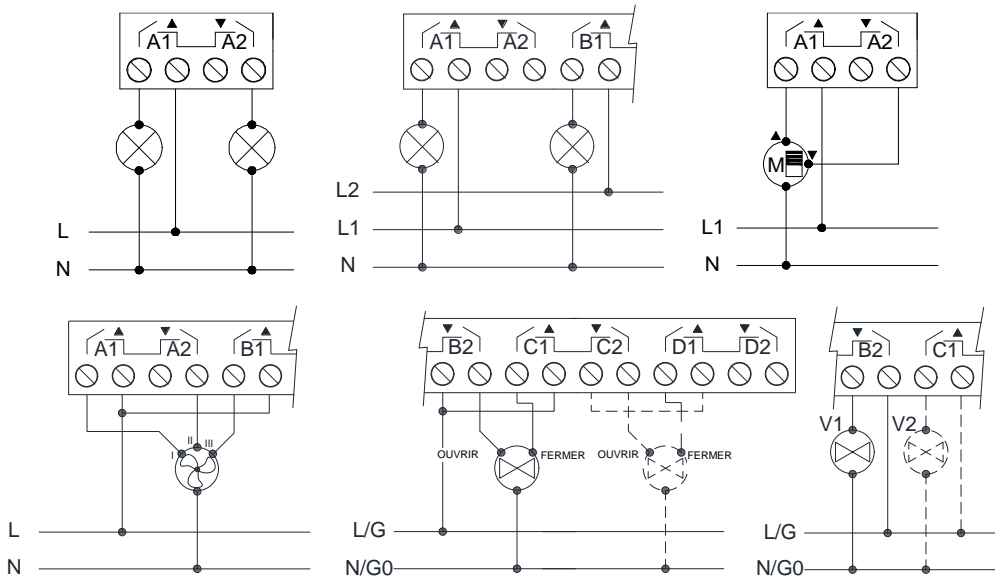 A1 A2
L
N
A1 A2 B1
L2
L1
N
A1 A2
M
L1
N
A1 A2 B1
I II III
L
N
B2 C1 C2 D1 D2
OUVRIR FERMER OUVRIR FERMER
L/G
N/G0
B2 C1
V1 V2
L/G
N/G0